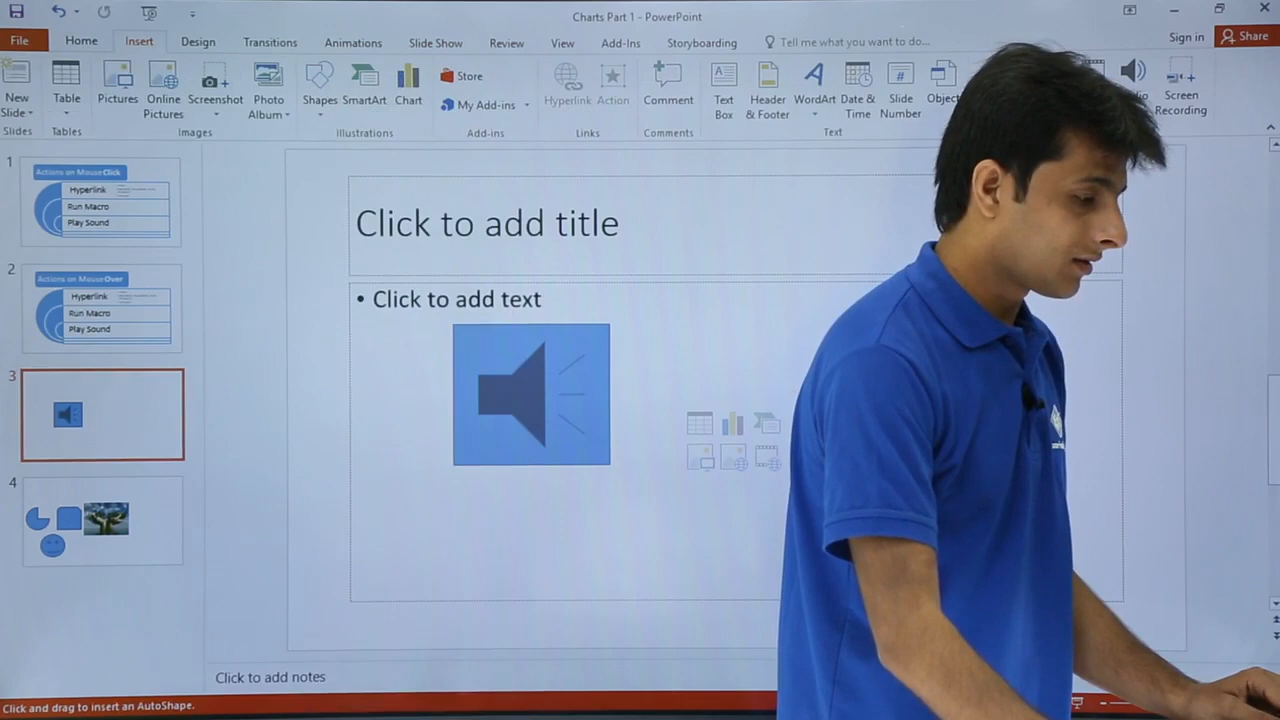 Charts Part 1 - PowerPoint
File Home Insert Design Transitions Animations Slide Show Review View Add-Ins Storyboarding Tell me what you want to do... Sign in Share
New Slide Table Pictures Online Pictures Screenshot Photo Album Shapes SmartArt Chart Store My Add-ins Hyperlink Action Comment Text Box Header & Footer WordArt Date & Time Slide Number Object Screen Recording
Slides Tables Images Illustrations Add-ins Links Comments Text
1
Actions on MouseClick
Hyperlink
Run Macro
Play Sound
2
Actions on MouseOver
Hyperlink
Run Macro
Play Sound
3
4
Click to add title
• Click to add text
Click to add notes
Click and drag to insert an AutoShape.